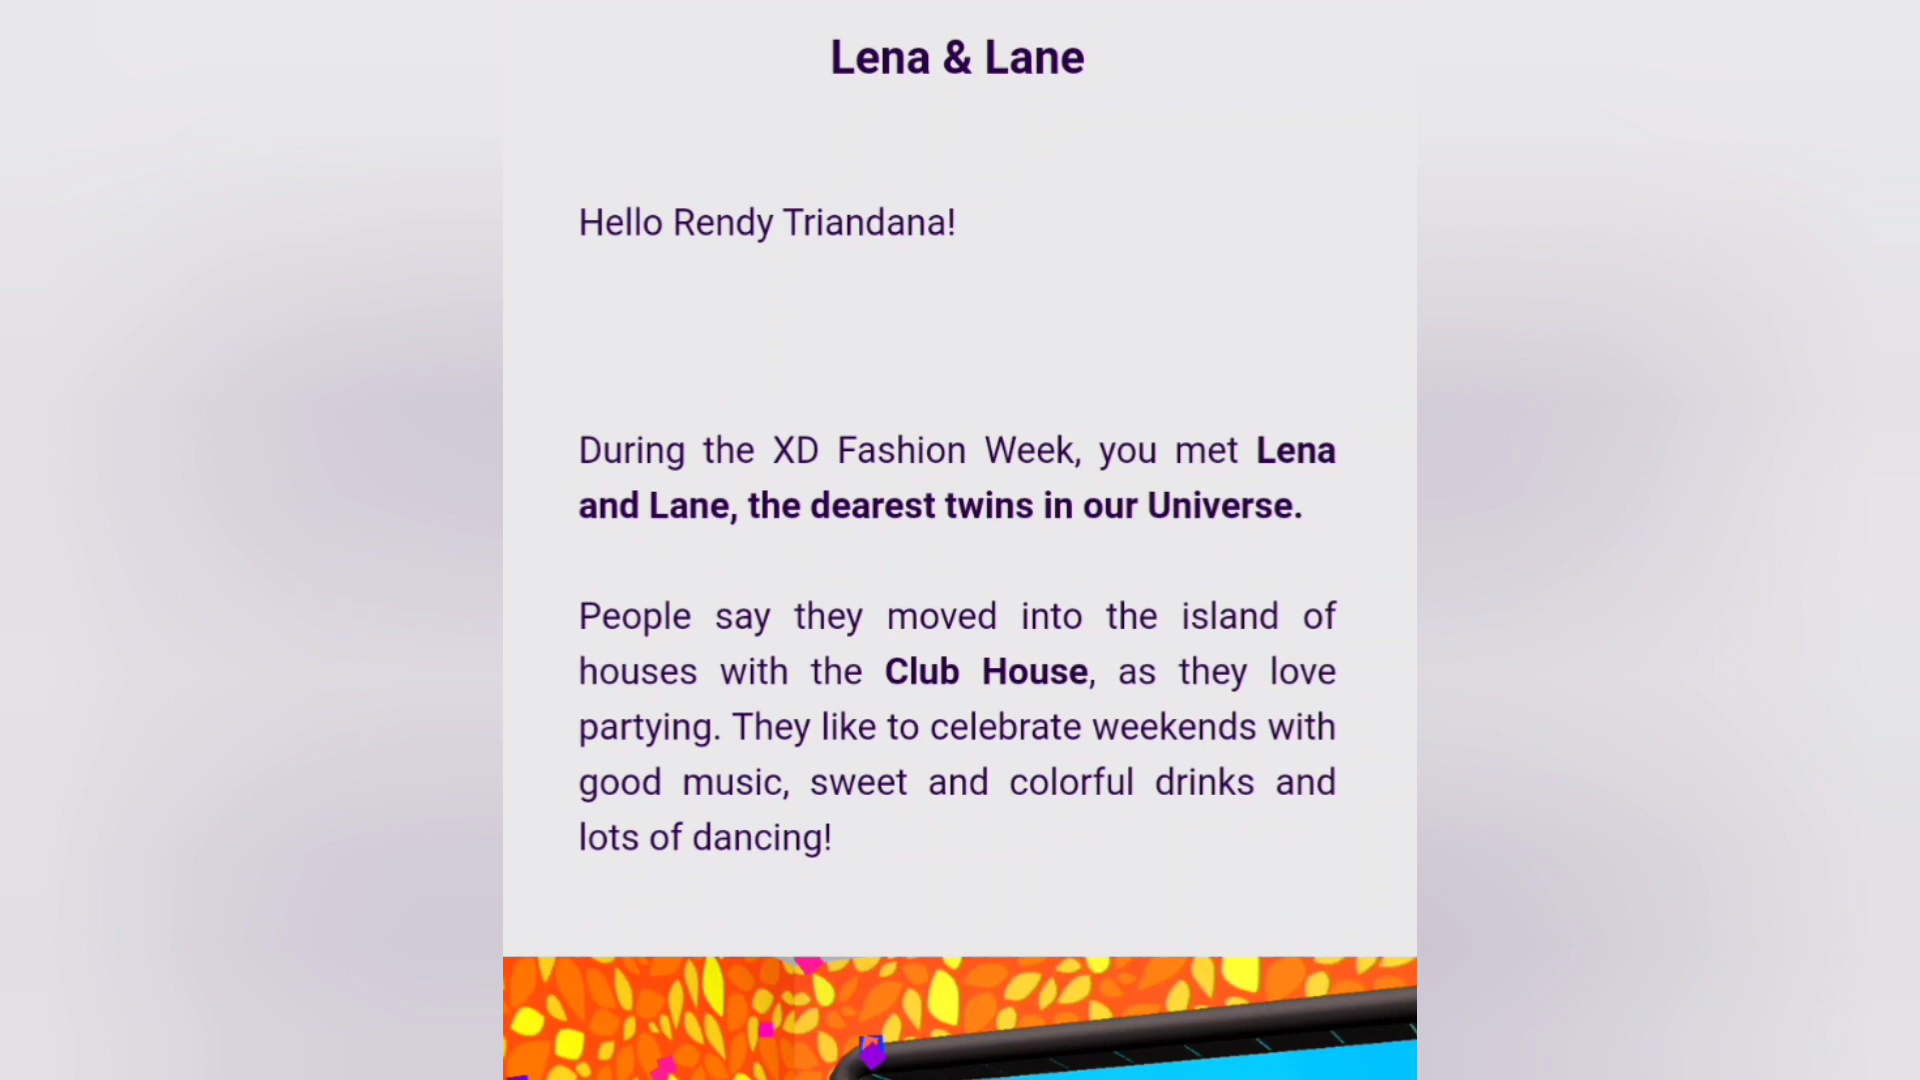 Lena & Lane
Hello Rendy Triandana!
During the XD Fashion Week, you met Lena
and Lane, the dearest twins in our Universe.
People say they moved into the island of
houses with the Club House, as they love
partying. They like to celebrate weekends with
good music, sweet and colorful drinks and
lots of dancing!